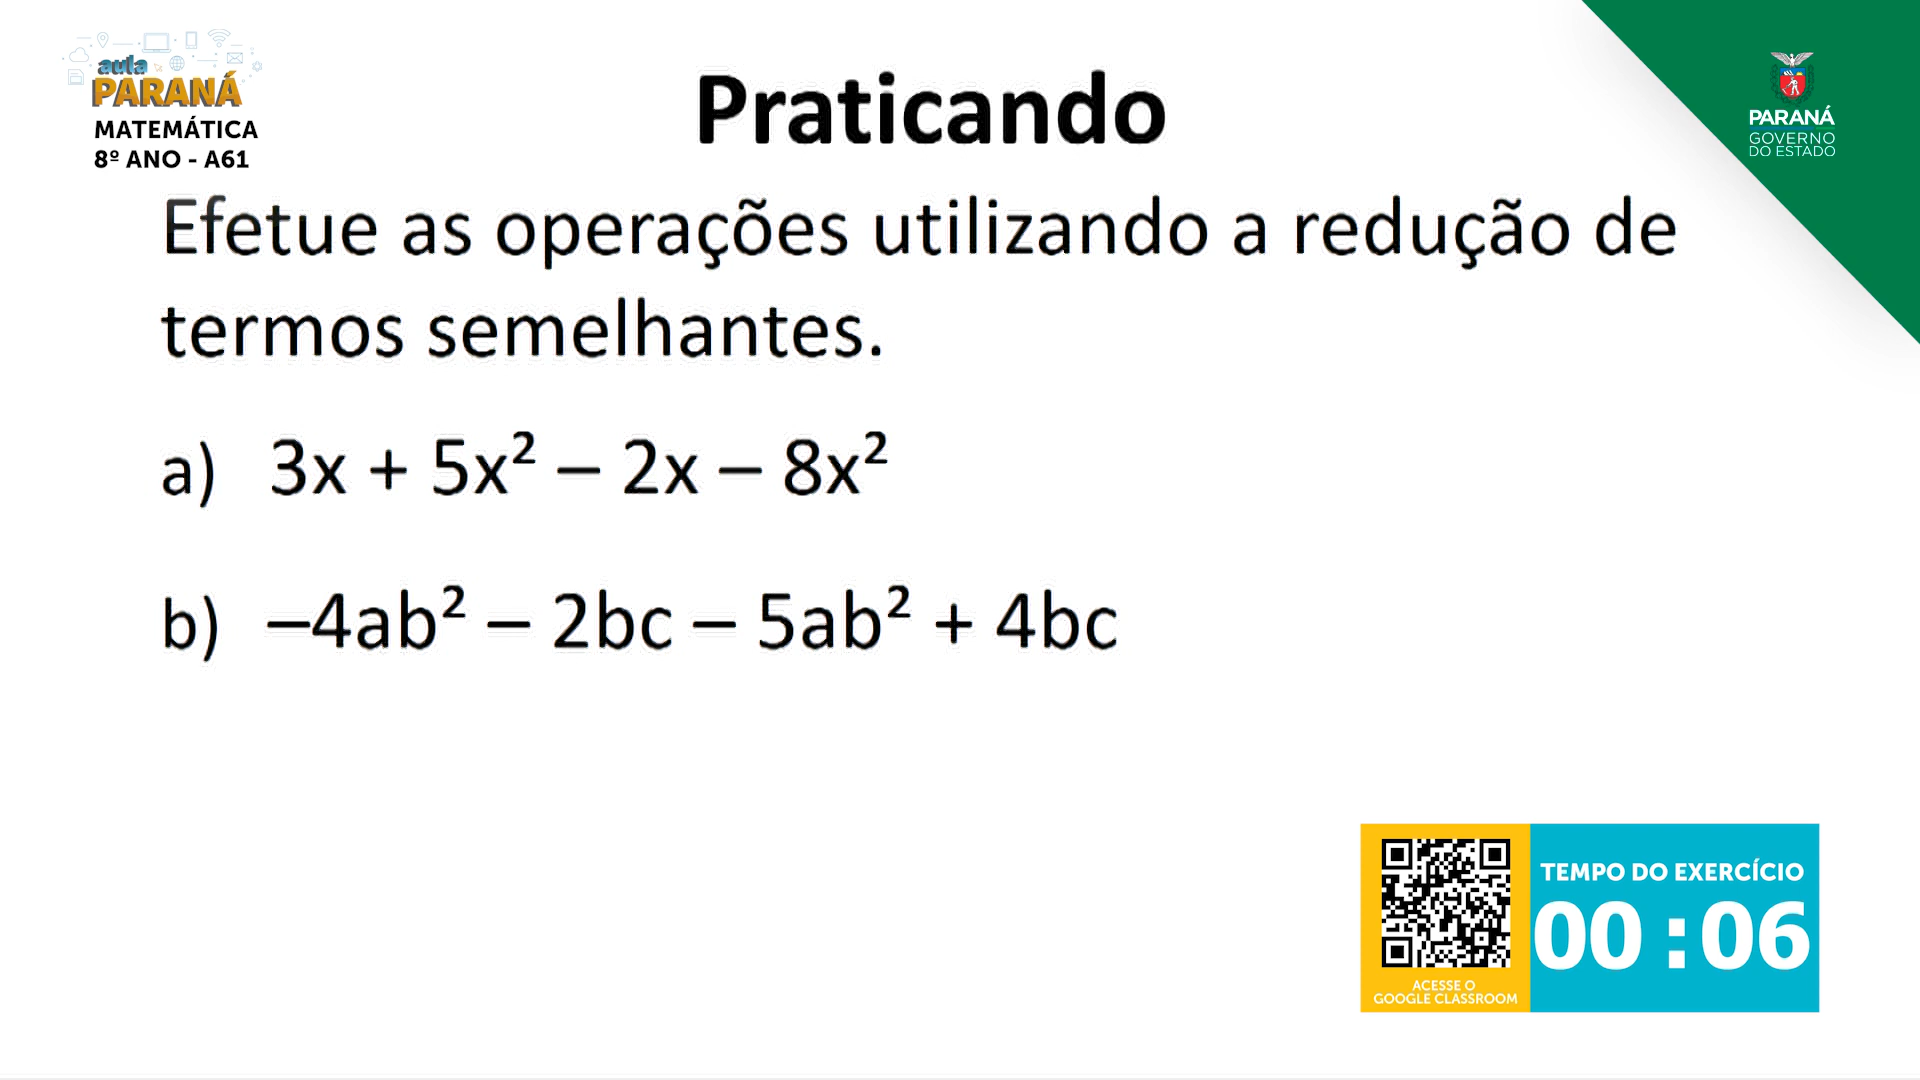 aula
PARANÁ
MATEMÁTICA
8º ANO - A61
Praticando
PARANÁ
GOVERNO
DO ESTADO
Efetue as operações utilizando a redução de
termos semelhantes.
a) 3x + 5x² – 2x – 8x²
b) –4ab² – 2bc – 5ab² + 4bc
TEMPO DO EXERCÍCIO
00 : 06
ACESSE O
GOOGLE CLASSROOM